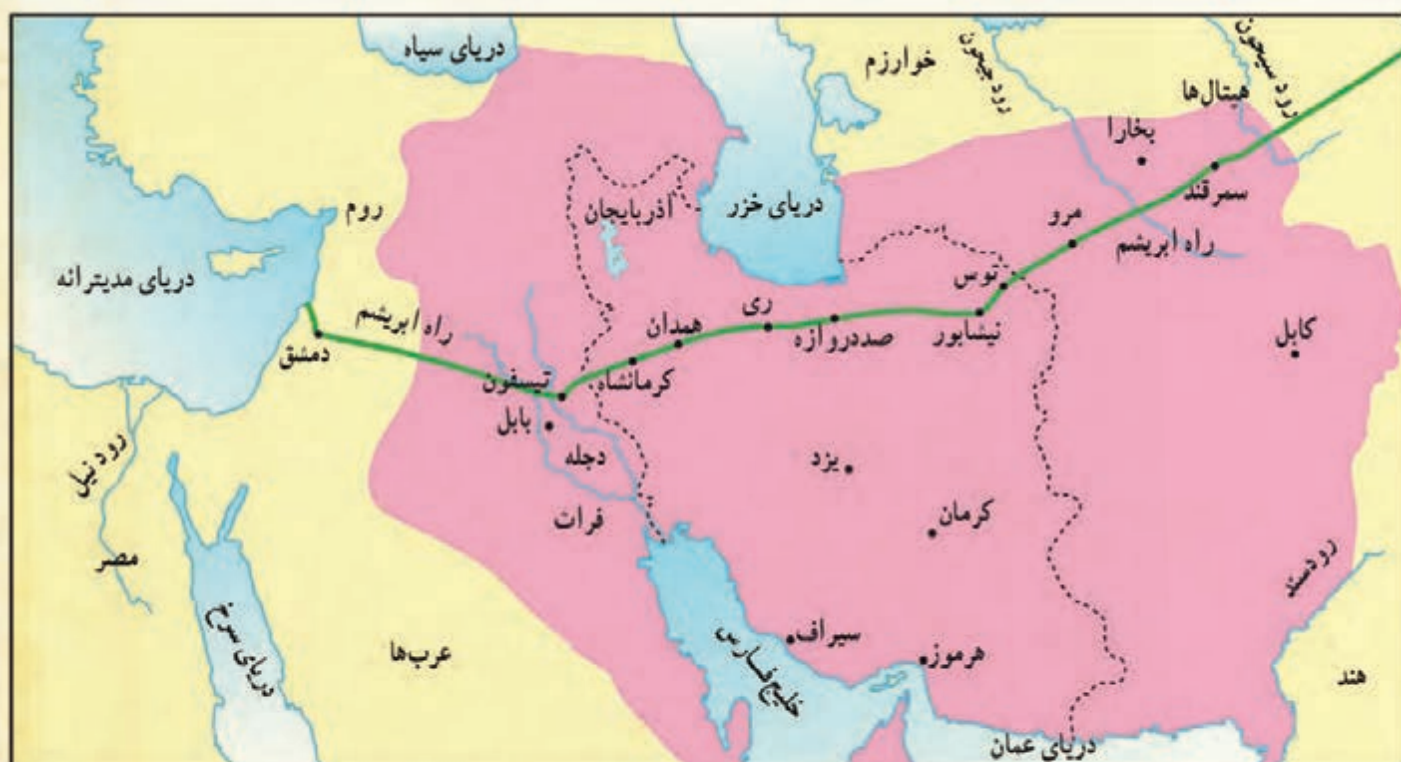 دریای سیاه
خوارزم
رود جیحون
رود سیحون
هپتال‌ها
بخارا
سمرقند
روم
آذربایجان
دریای خزر
مرو
راه ابریشم
دریای مدیترانه
توس
ری
همدان
صددروازه
نیشابور
کابل
راه ابریشم
دمشق
کرمانشاه
تیسفون
بابل
دجله
یزد
رود نیل
فرات
کرمان
مصر
رود سند
دریای سرخ
عرب‌ها
خلیج فارس
سیراف
هرموز
هند
دریای عمان